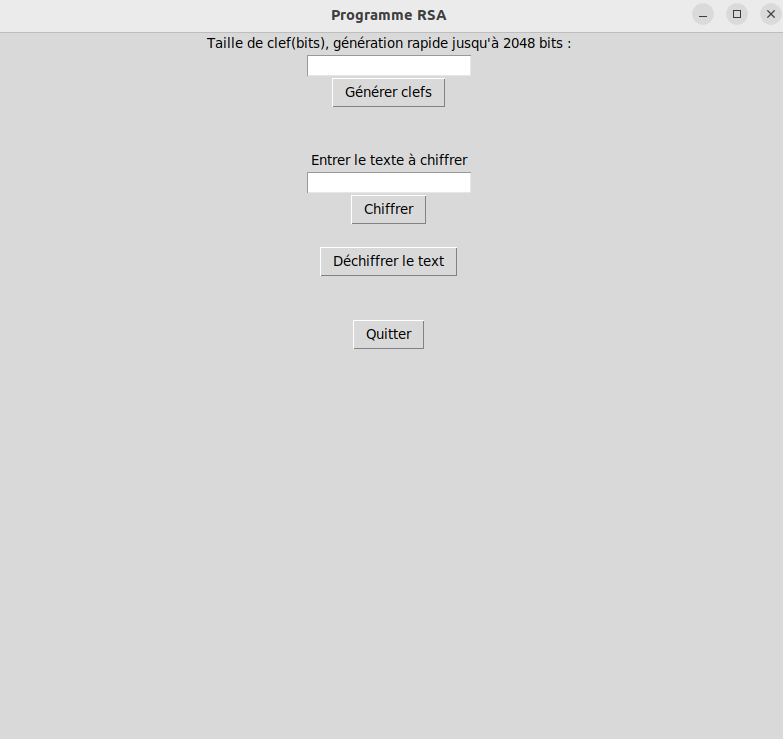 Programme RSA
Taille de clef(bits), génération rapide jusqu'à 2048 bits :
Générer clefs
Entrer le texte à chiffrer
Chiffrer
Déchiffrer le text
Quitter